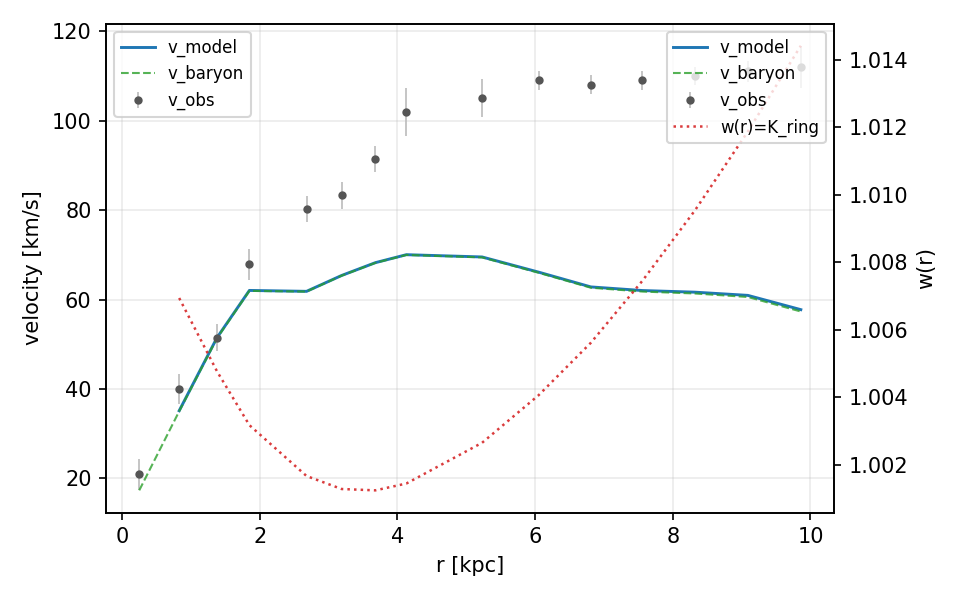 v_model
v_baryon
v_obs
v_model
v_baryon
v_obs
w(r)=K_ring
120
100
80
60
40
20
velocity [km/s]
1.014
1.012
1.010
1.008
1.006
1.004
1.002
w(r)
0
2
4
6
8
10
r [kpc]